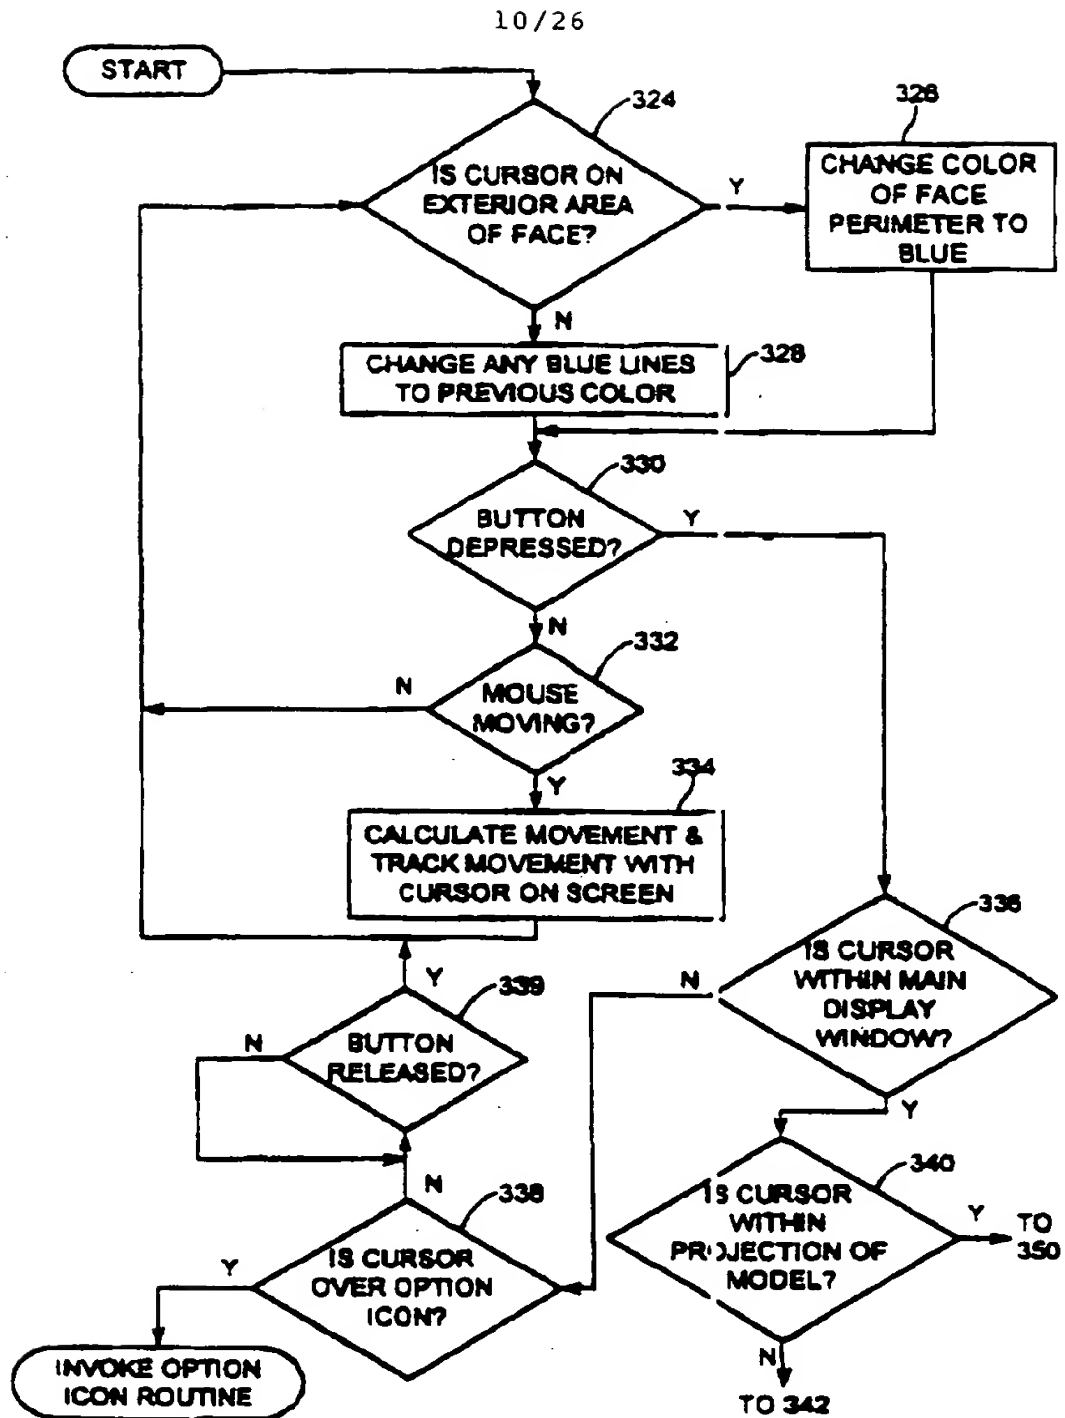 10/26
START
324
326
IS CURSOR ON
EXTERIOR AREA
OF FACE?
Y
CHANGE COLOR
OF FACE
PERIMETER TO
BLUE
N
CHANGE ANY BLUE LINES
TO PREVIOUS COLOR
328
330
BUTTON
DEPRESSED?
Y
N
332
MOUSE
MOVING?
N
Y
334
CALCULATE MOVEMENT &
TRACK MOVEMENT WITH
CURSOR ON SCREEN
336
IS CURSOR
WITHIN MAIN
DISPLAY
WINDOW?
N
Y
Y
339
BUTTON
RELEASED?
N
N
338
IS CURSOR
OVER OPTION
ICON?
Y
340
IS CURSOR
WITHIN
PROJECTION OF
MODEL?
Y
TO
350
N
TO 342
INVOKE OPTION
ICON ROUTINE